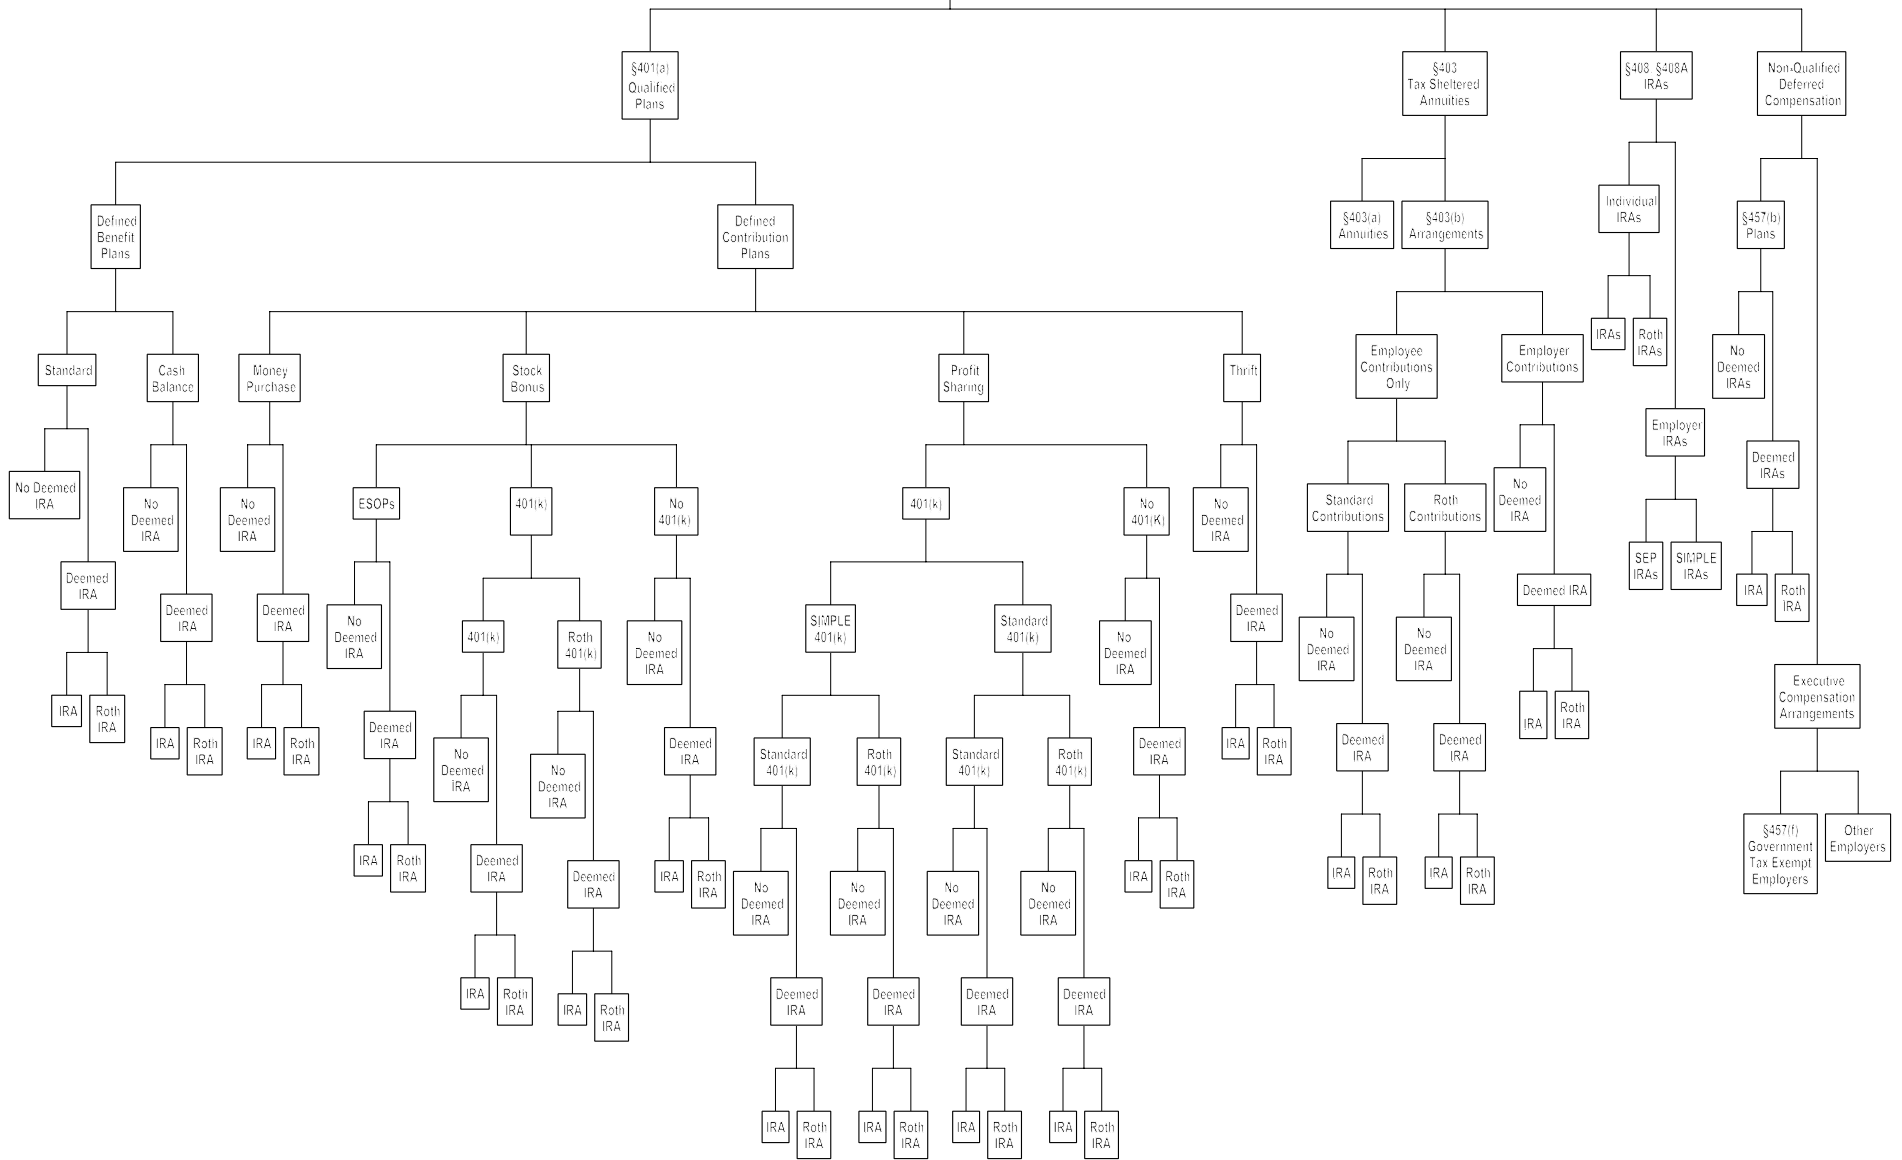 §401(a)
Qualified
Plans
§403
Tax Sheltered
Annuities
§408, §408A
IRAs
Non-Qualified
Deferred
Compensation
Defined
Benefit
Plans
Defined
Contribution
Plans
§403(a)
Annuities
§403(b)
Arrangements
Individual
IRAs
§457(b)
Plans
Standard
Cash
Balance
Money
Purchase
Stock
Bonus
Profit
Sharing
Thrift
Employee
Contributions
Only
Employer
Contributions
IRAs
Roth
IRAs
No
Deemed
IRAs
Employer
IRAs
Deemed
IRAs
No Deemed
IRA
No
Deemed
IRA
No
Deemed
IRA
ESOPs
401(k)
No
401(k)
401(k)
No
401(K)
No
Deemed
IRA
Standard
Contributions
Roth
Contributions
No
Deemed
IRA
SEP
IRAs
SIMPLE
IRAs
IRA
Roth
IRA
Deemed
IRA
Deemed
IRA
Deemed
IRA
No
Deemed
IRA
401(k)
Roth
401(k)
No
Deemed
IRA
SIMPLE
401(k)
Standard
401(k)
No
Deemed
IRA
Deemed
IRA
No
Deemed
IRA
No
Deemed
IRA
Deemed IRA
Executive
Compensation
Arrangements
IRA
Roth
IRA
IRA
Roth
IRA
IRA
Roth
IRA
Deemed
IRA
No
Deemed
IRA
No
Deemed
IRA
Deemed
IRA
Standard
401(k)
Roth
401(k)
Standard
401(k)
Roth
401(k)
Deemed
IRA
IRA
Roth
IRA
Deemed
IRA
Deemed
IRA
IRA
Roth
IRA
§457(f)
Government
Tax Exempt
Employers
Other
Employers
IRA
Roth
IRA
Deemed
IRA
Deemed
IRA
IRA
Roth
IRA
No
Deemed
IRA
No
Deemed
IRA
No
Deemed
IRA
No
Deemed
IRA
IRA
Roth
IRA
IRA
Roth
IRA
IRA
Roth
IRA
IRA
Roth
IRA
IRA
Roth
IRA
Deemed
IRA
Deemed
IRA
Deemed
IRA
Deemed
IRA
IRA
Roth
IRA
IRA
Roth
IRA
IRA
Roth
IRA
IRA
Roth
IRA